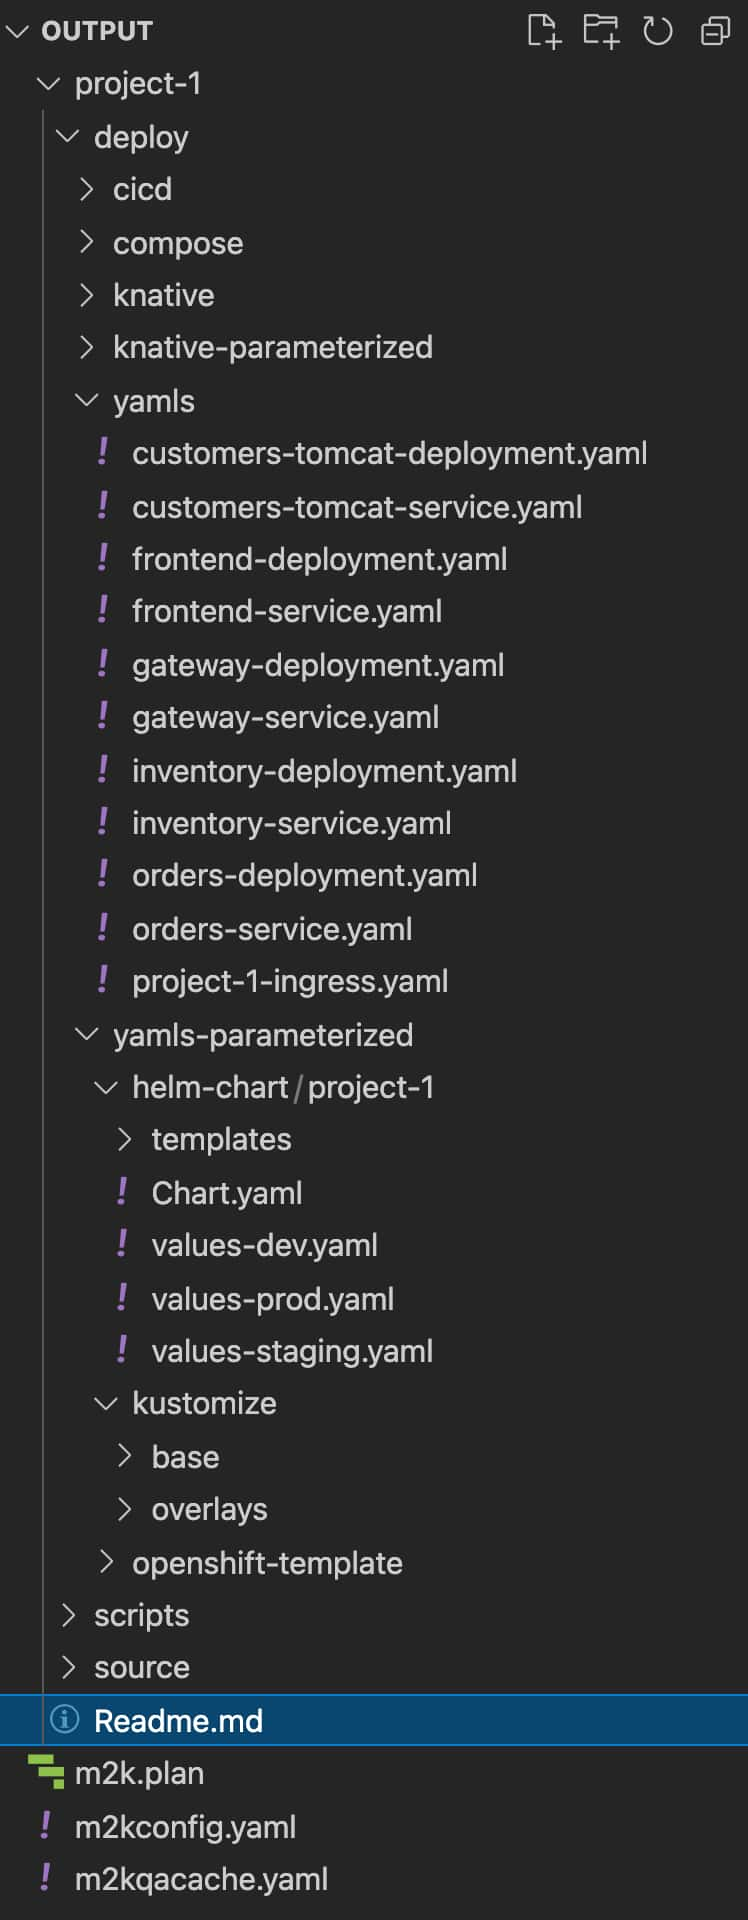 OUTPUT
project-1
deploy
cicd
compose
knative
knative-parameterized
yamls
! customers-tomcat-deployment.yaml
! customers-tomcat-service.yaml
! frontend-deployment.yaml
! frontend-service.yaml
! gateway-deployment.yaml
! gateway-service.yaml
! inventory-deployment.yaml
! inventory-service.yaml
! orders-deployment.yaml
! orders-service.yaml
! project-1-ingress.yaml
yamls-parameterized
helm-chart/project-1
templates
! Chart.yaml
! values-dev.yaml
! values-prod.yaml
! values-staging.yaml
kustomize
base
overlays
openshift-template
scripts
source
Readme.md
m2k.plan
! m2kconfig.yaml
! m2kqacache.yaml